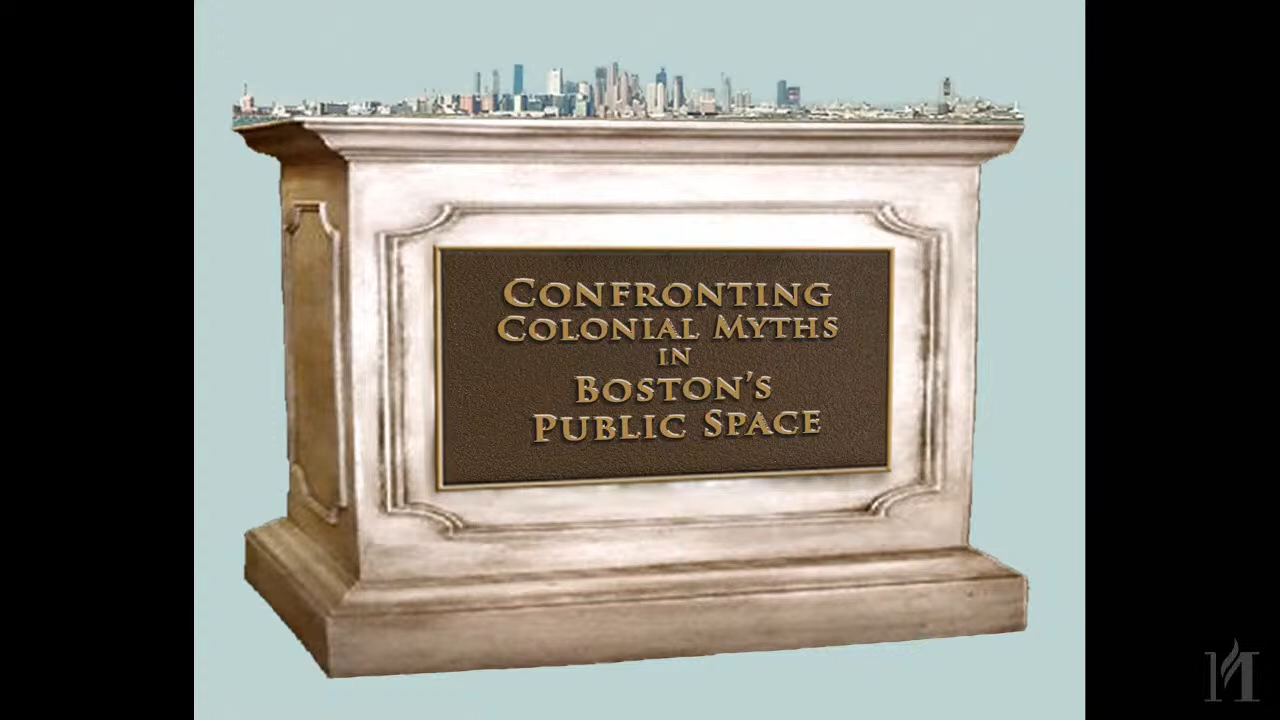 Confronting
Colonial Myths
in
Boston's
Public Space